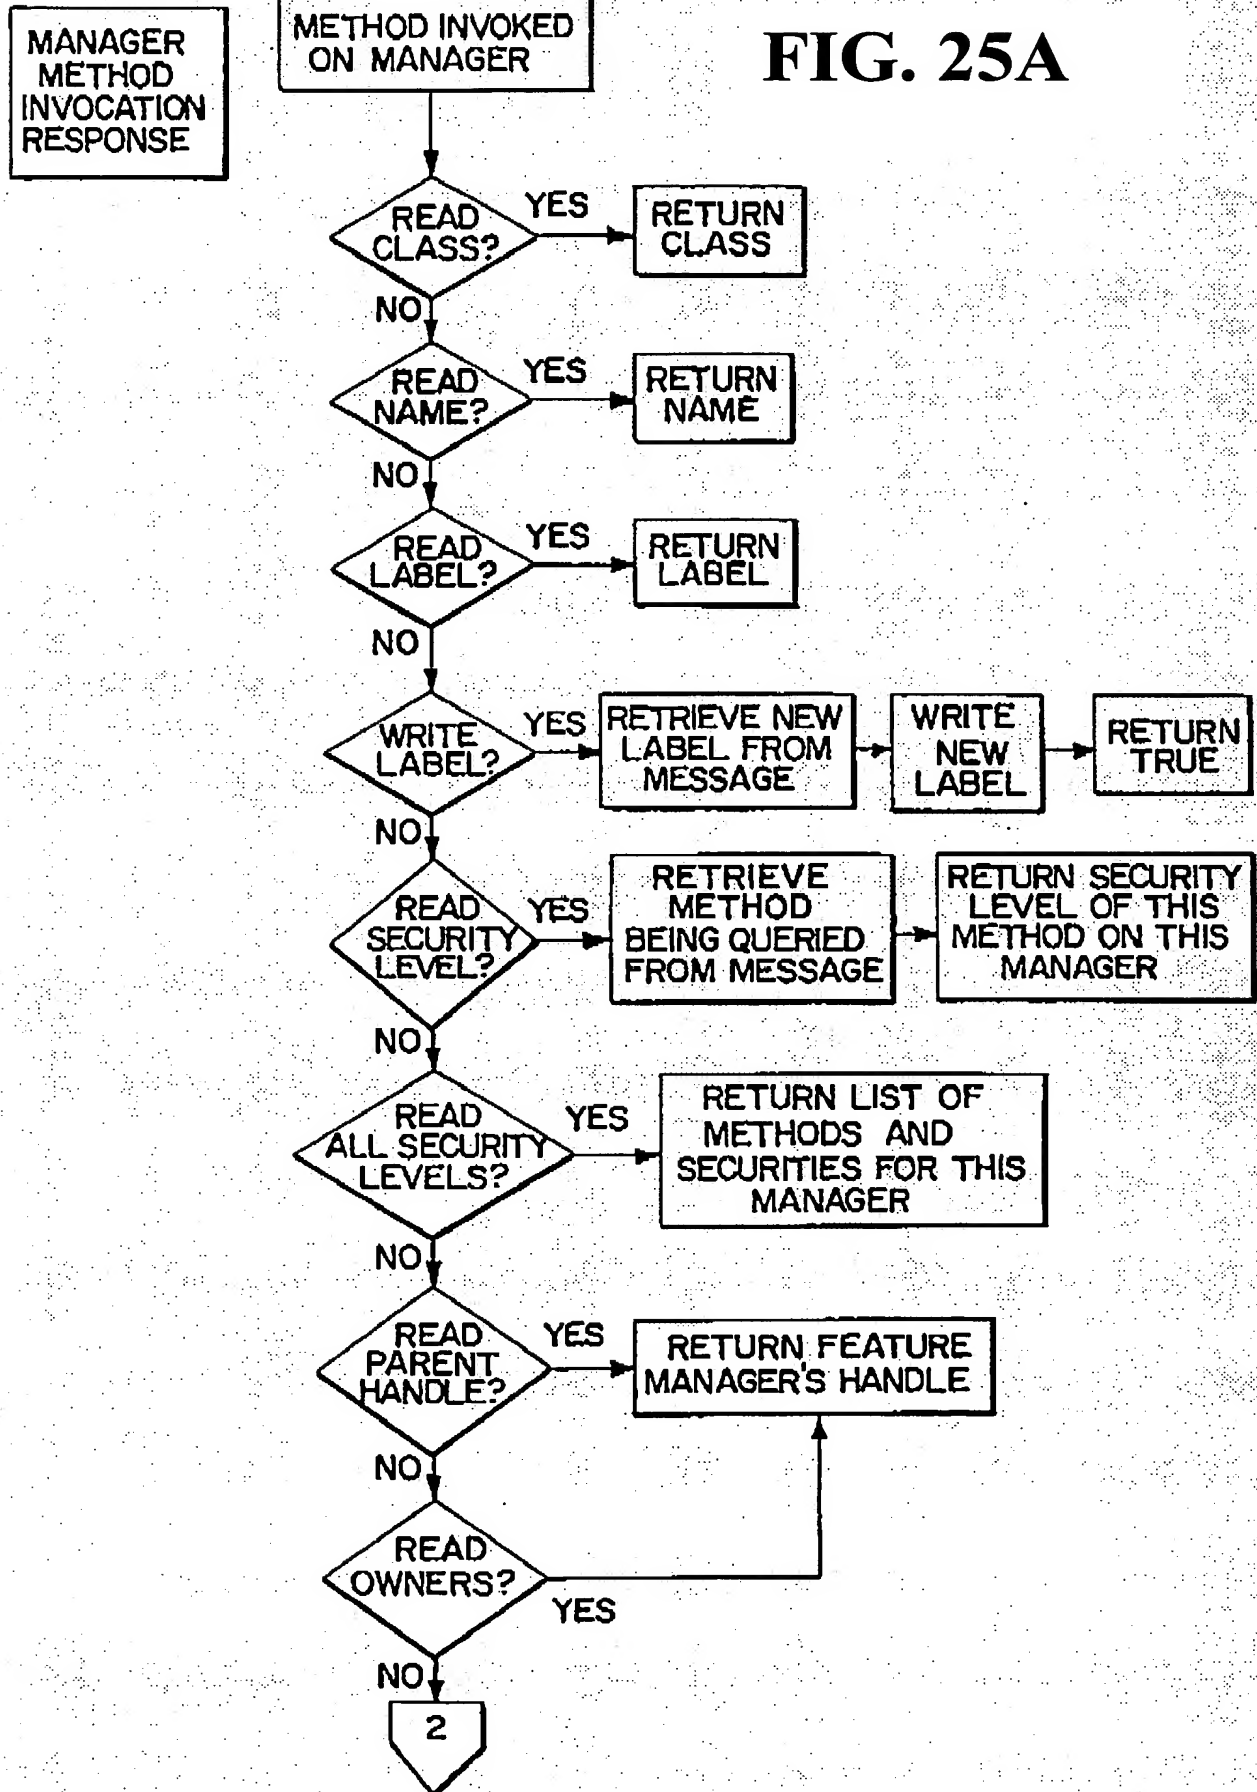 MANAGER
METHOD
INVOCATION
RESPONSE
METHOD INVOKED
ON MANAGER
FIG. 25A
READ
CLASS?
YES
RETURN
CLASS
NO
READ
NAME?
YES
RETURN
NAME
NO
READ
LABEL?
YES
RETURN
LABEL
NO
WRITE
LABEL?
YES
RETRIEVE NEW
LABEL FROM
MESSAGE
WRITE
NEW
LABEL
RETURN
TRUE
NO
READ
SECURITY
LEVEL?
YES
RETRIEVE
METHOD
BEING QUERIED
FROM MESSAGE
RETURN SECURITY
LEVEL OF THIS
METHOD ON THIS
MANAGER
NO
READ
ALL SECURITY
LEVELS?
YES
RETURN LIST OF
METHODS AND
SECURITIES FOR THIS
MANAGER
NO
READ
PARENT
HANDLE?
YES
RETURN FEATURE
MANAGER'S HANDLE
NO
READ
OWNERS?
YES
NO
2